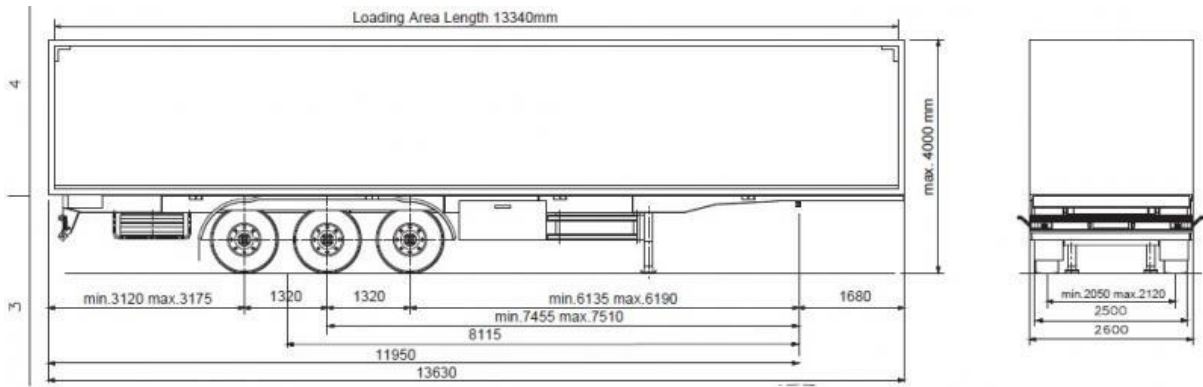 Loading Area Length 13340mm
4
max. 4000 mm
3
min.3120 max.3175
1320
1320
min.6135 max.6190
1680
min.7455 max.7510
8115
11950
13630
min.2050 max.2120
2500
2600